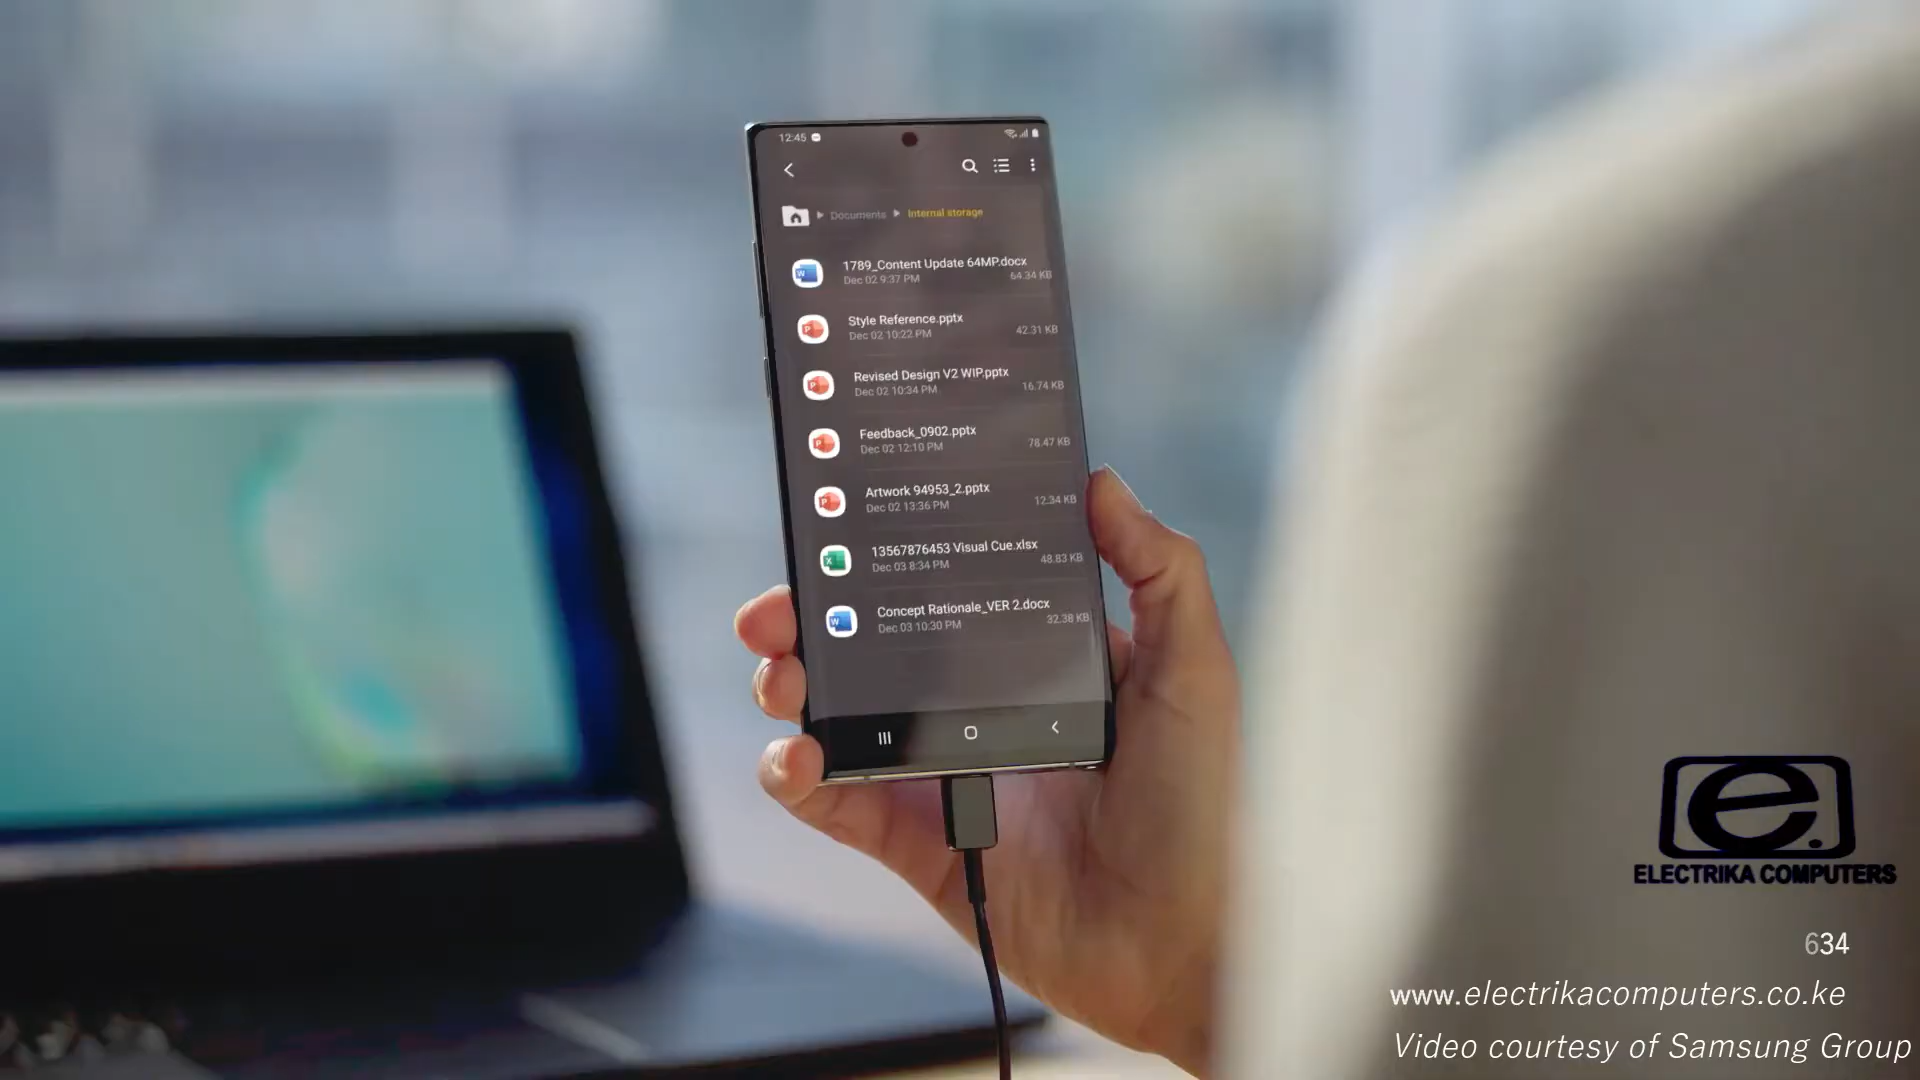 12:45
Documents Internal storage
1789_Content Update 64MP.docx
Dec 02 9:37 PM 64.34 KB
Style Reference.pptx
Dec 02 10:22 PM 42.31 KB
Revised Design V2 WIP.pptx
Dec 02 10:34 PM 16.74 KB
Feedback_0902.pptx
Dec 02 12:10 PM 78.47 KB
Artwork 94953_2.pptx
Dec 02 13:36 PM 12.34 KB
13567876453 Visual Cue.xlsx
Dec 03 8:34 PM 48.83 KB
Concept Rationale_VER 2.docx
Dec 03 10:30 PM 32.38 KB
e.
ELECTRIKA COMPUTERS
634
www.electrikacomputers.co.ke
Video courtesy of Samsung Group